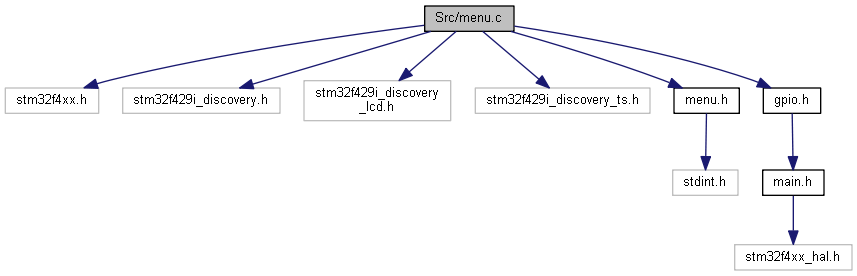 Src/menu.c
stm32f4xx.h
stm32f429i_discovery.h
stm32f429i_discovery
_lcd.h
stm32f429i_discovery_ts.h
menu.h
gpio.h
stdint.h
main.h
stm32f4xx_hal.h